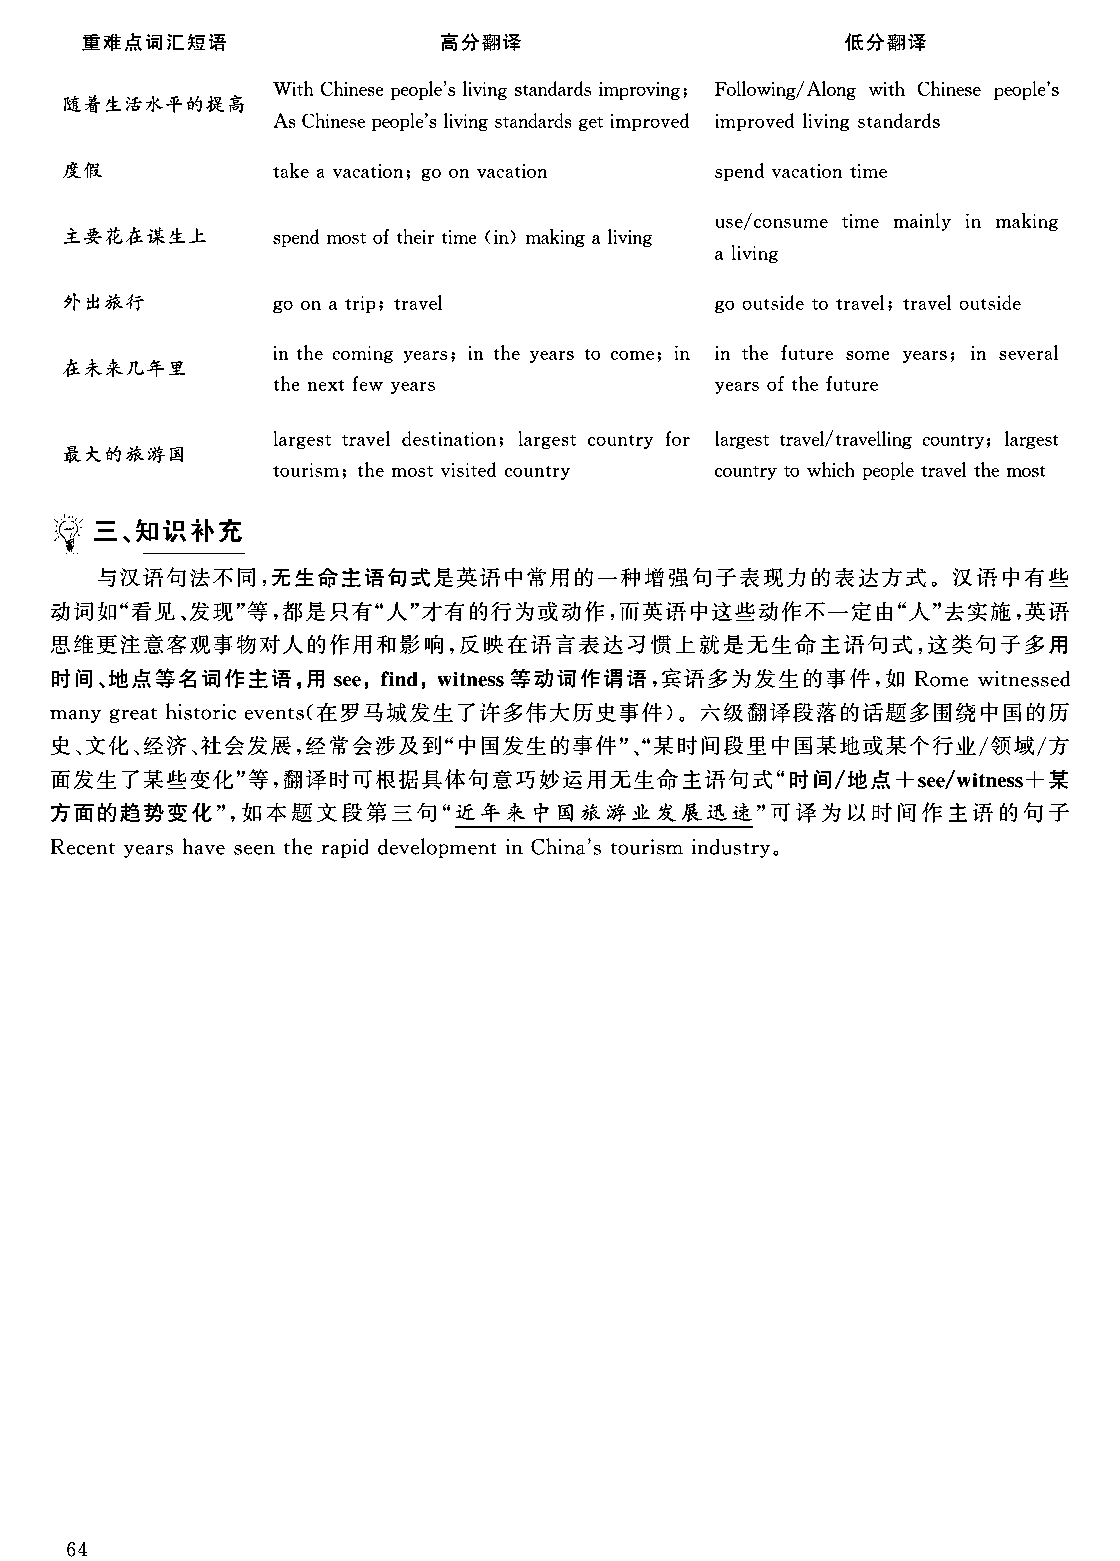 重难点词汇短语 高分翻译 低分翻译
随着生活水平的提高 With Chinese people's living standards improving; As Chinese people's living standards get improved Following/Along with Chinese people's improved living standards
度假 take a vacation; go on vacation spend vacation time
主要花在谋生上 spend most of their time (in) making a living use/consume time mainly in making a living
外出旅行 go on a trip; travel go outside to travel; travel outside
在未来几年里 in the coming years; in the years to come; in the next few years in the future some years; in several years of the future
最大的旅游国 largest travel destination; largest country for tourism; the most visited country largest travel/travelling country; largest country to which people travel the most
三、知识补充
与汉语句法不同,无生命主语句式是英语中常用的一种增强句子表现力的表达方式。汉语中有些
动词如“看见、发现”等,都是只有“人”才有的行为或动作,而英语中这些动作不一定由“人”去实施,英语
思维更注意客观事物对人的作用和影响,反映在语言表达习惯上就是无生命主语句式,这类句子多用
时间、地点等名词作主语,用 see, find, witness 等动词作谓语,宾语多为发生的事件,如 Rome witnessed
many great historic events(在罗马城发生了许多伟大历史事件)。六级翻译段落的话题多围绕中国的历
史、文化、经济、社会发展,经常会涉及到“中国发生的事件”、“某时间段里中国某地或某个行业/领域/方
面发生了某些变化”等,翻译时可根据具体句意巧妙运用无生命主语句式“时间/地点+see/witness+某
方面的趋势变化”,如本题文段第三句“近年来中国旅游业发展迅速”可译为以时间作主语的句子
Recent years have seen the rapid development in China's tourism industry。
64